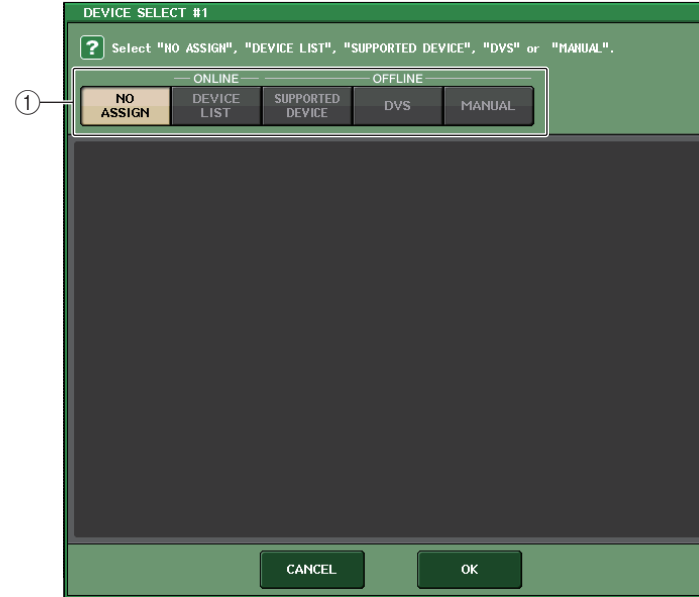 DEVICE SELECT #1
? Select "NO ASSIGN", "DEVICE LIST", "SUPPORTED DEVICE", "DVS" or "MANUAL".
ONLINE OFFLINE
① NO ASSIGN DEVICE LIST SUPPORTED DEVICE DVS MANUAL
CANCEL OK